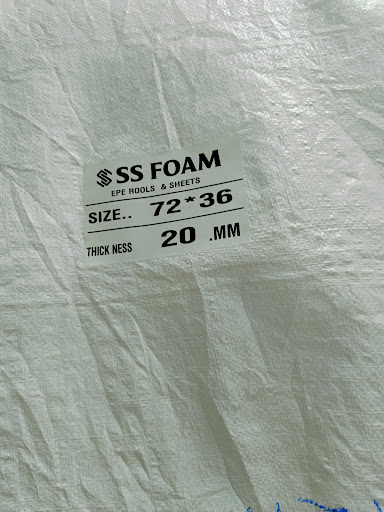 SS FOAM
EPE ROOLS & SHEETS
SIZE.. 72*36
THICK NESS 20 .MM